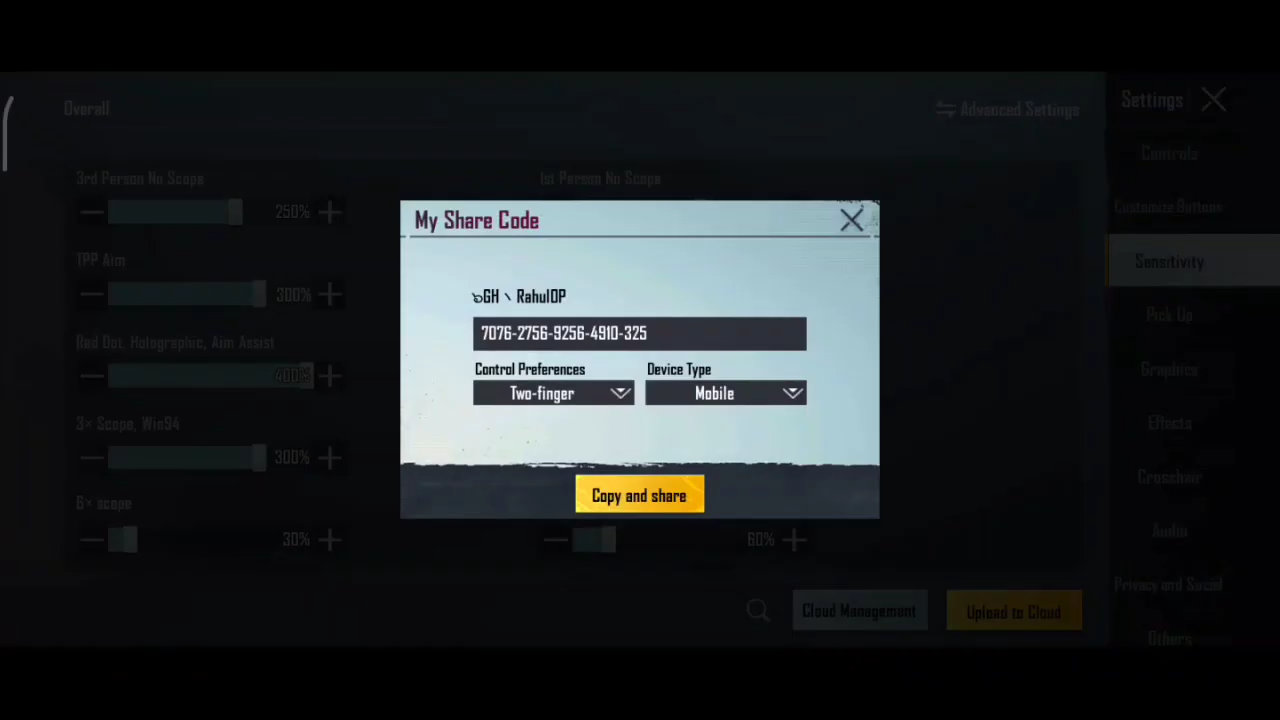 Overall
Advanced Settings
Settings
Controls
3rd Person No Scope
1st Person No Scope
250%
Customize Buttons
My Share Code
TPP Aim
Sensitivity
300%
GH RahulOP
Pick Up
7076-2756-9256-4910-325
Red Dot, Holographic, Aim Assist
Control Preferences
Device Type
400%
Graphics
Two-finger
Mobile
3× Scope, Win94
Effects
300%
Crosshair
Copy and share
6× scope
Audio
30%
60%
Privacy and Social
Cloud Management
Upload to Cloud
Others